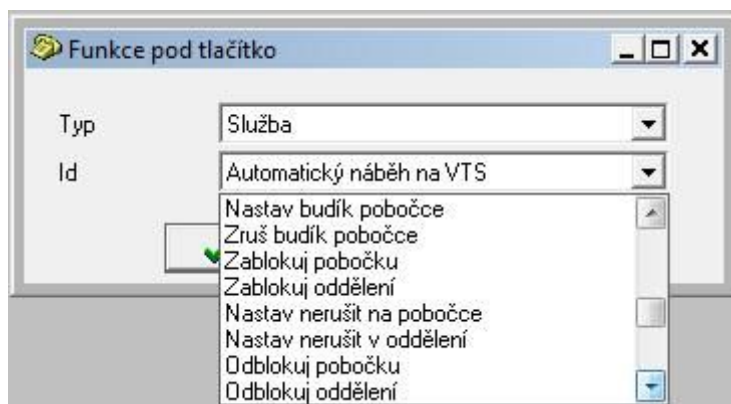 Funkce pod tlačítko
Typ Služba
Id Automatický náběh na VTS
Nastav budík pobočce
Zruš budík pobočce
Zablokuj pobočku
Zablokuj oddělení
Nastav nerušit na pobočce
Nastav nerušit v oddělení
Odblokuj pobočku
Odblokuj oddělení